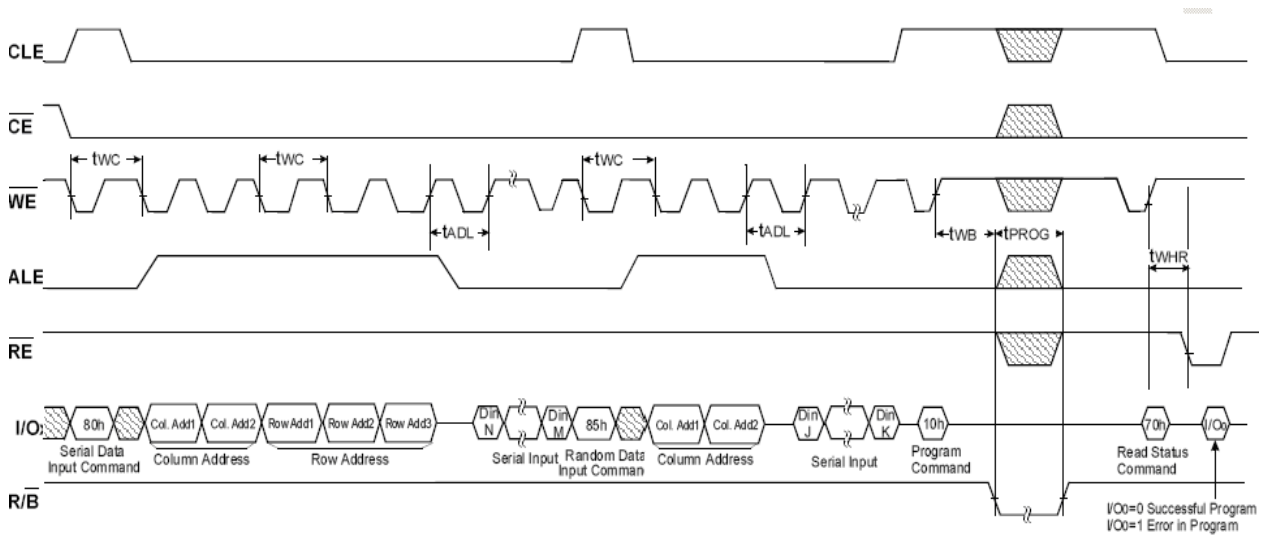 CLE
CE
tWC tWC tWC
WE
tADL tADL tWB tPROG
tWHR
ALE
RE
I/Ox 80h Col. Add1 Col. Add2 Row Add1 Row Add2 Row Add3 Din N Din M 85h Col. Add1 Col. Add2 Din J Din K 10h 70h I/O0
Serial Data Input Command
Column Address
Row Address
Serial Input
Random Data Input Command
Column Address
Serial Input
Program Command
Read Status Command
R/B
I/O0=0 Successful Program
I/O0=1 Error in Program